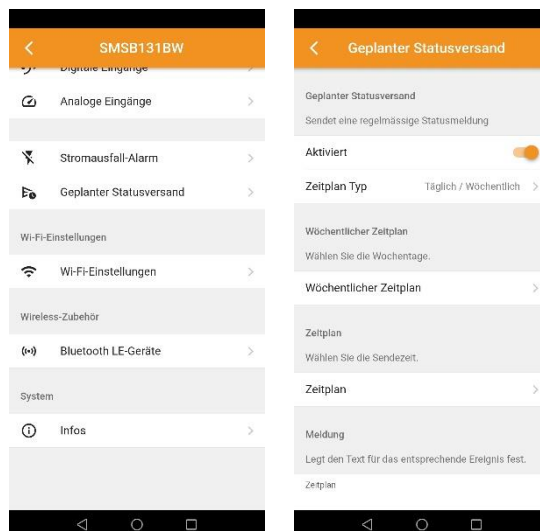 SMSB131BW
Digitale Eingänge
Analoge Eingänge
Stromausfall-Alarm
Geplanter Statusversand
Wi-Fi-Einstellungen
Wi-Fi-Einstellungen
Wireless-Zubehör
Bluetooth LE-Geräte
System
Infos
Geplanter Statusversand
Geplanter Statusversand
Sendet eine regelmässige Statusmeldung
Aktiviert
Zeitplan Typ Täglich / Wöchentlich
Wöchentlicher Zeitplan
Wählen Sie die Wochentage.
Wöchentlicher Zeitplan
Zeitplan
Wählen Sie die Sendezeit.
Zeitplan
Meldung
Legt den Text für das entsprechende Ereignis fest.
Zeitplan